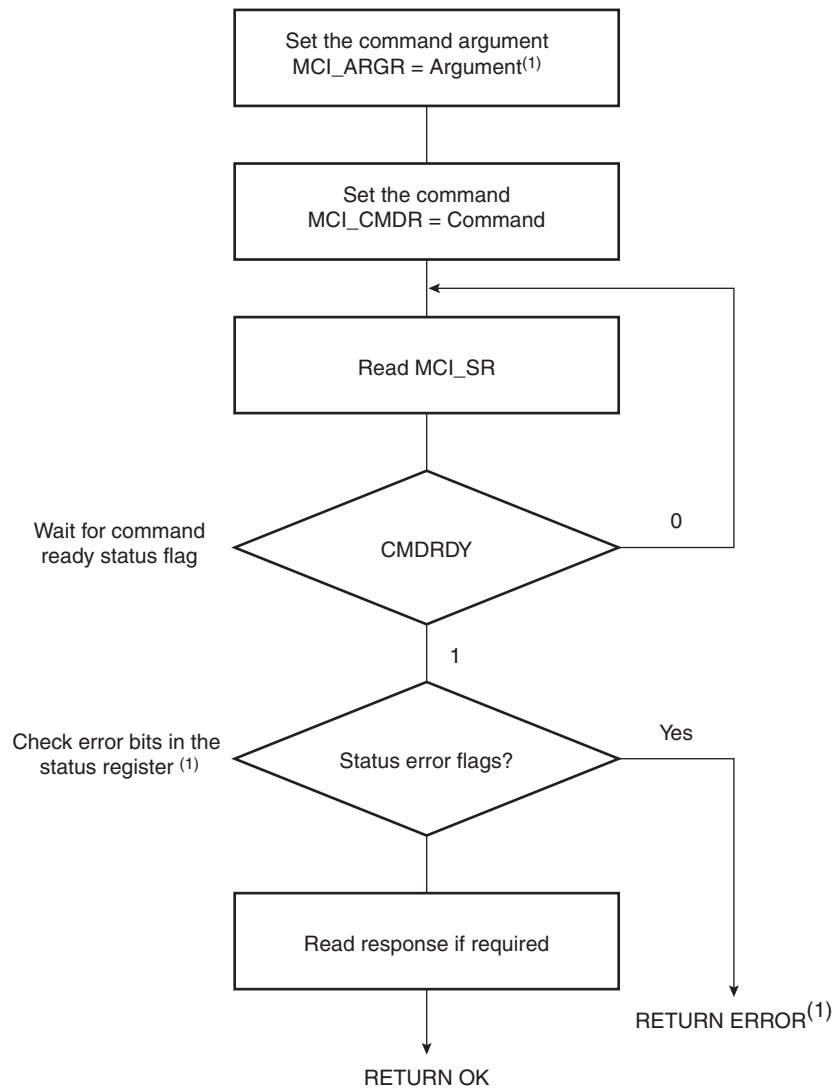 Set the command argument
MCI_ARGR = Argument(1)
Set the command
MCI_CMDR = Command
Read MCI_SR
Wait for command
ready status flag
CMDRDY
0
1
Check error bits in the
status register (1)
Status error flags?
Yes
Read response if required
RETURN ERROR(1)
RETURN OK